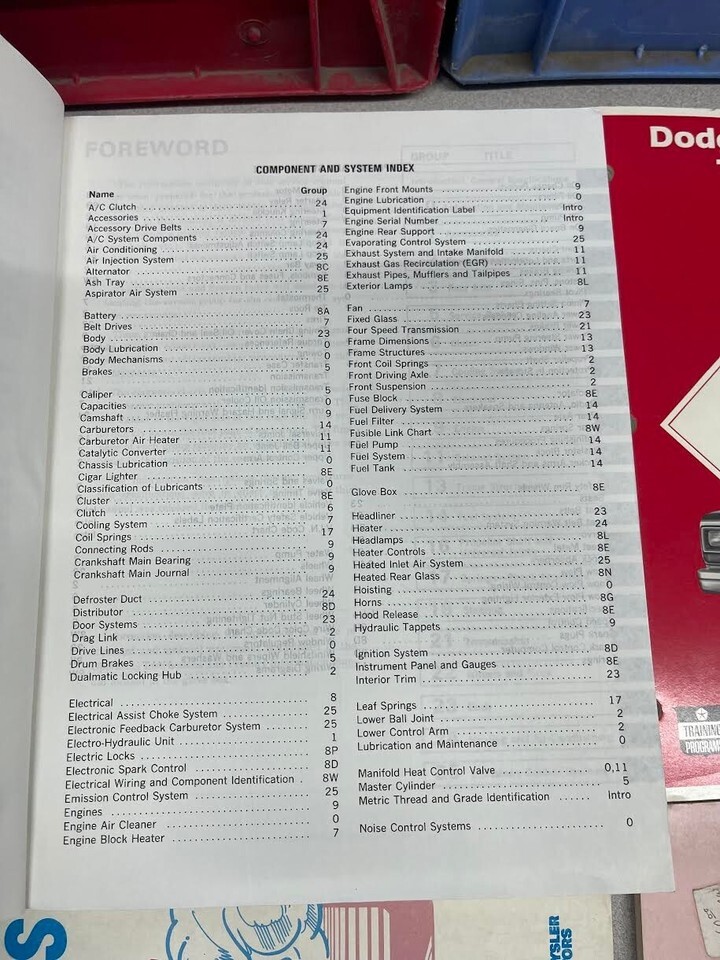 FOREWORD
COMPONENT AND SYSTEM INDEX
Name Group
A/C Clutch 24
Accessories 1
Accessory Drive Belts 7
A/C System Components 24
Air Conditioning 24
Air Injection System 25
Alternator 8C
Ash Tray 8E
Aspirator Air System 25
Battery 8A
Belt Drives 7
Body 23
Body Lubrication 0
Body Mechanisms 0
Brakes 5
Caliper 5
Capacities 0
Camshaft 9
Carburetors 14
Carburetor Air Heater 11
Catalytic Converter 11
Chassis Lubrication 0
Cigar Lighter 8E
Classification of Lubricants 0
Cluster 8E
Clutch 6
Cooling System 7
Coil Springs 17
Connecting Rods 9
Crankshaft Main Bearing 9
Crankshaft Main Journal 9
Defroster Duct 24
Distributor 8D
Door Systems 23
Drag Link 2
Drive Lines 0
Drum Brakes 5
Dualmatic Locking Hub 2
Electrical 8
Electrical Assist Choke System 25
Electronic Feedback Carburetor System 25
Electro-Hydraulic Unit 1
Electric Locks 8P
Electronic Spark Control 8D
Electrical Wiring and Component Identification 8W
Emission Control System 25
Engines 9
Engine Air Cleaner 0
Engine Block Heater 7
Engine Front Mounts 9
Engine Lubrication 0
Equipment Identification Label Intro
Engine Serial Number Intro
Engine Rear Support 9
Evaporating Control System 25
Exhaust System and Intake Manifold 11
Exhaust Gas Recirculation (EGR) 11
Exhaust Pipes, Mufflers and Tailpipes 11
Exterior Lamps 8L
Fan 7
Fixed Glass 23
Four Speed Transmission 21
Frame Dimensions 13
Frame Structures 13
Front Coil Springs 2
Front Driving Axle 2
Front Suspension 2
Fuse Block 8E
Fuel Delivery System 14
Fuel Filter 14
Fusible Link Chart 8W
Fuel Pump 14
Fuel System 14
Fuel Tank 14
Glove Box 8E
Headliner 23
Heater 24
Headlamps 8L
Heater Controls 8E
Heated Inlet Air System 25
Heated Rear Glass 8N
Hoisting 0
Horns 8G
Hood Release 8E
Hydraulic Tappets 9
Ignition System 8D
Instrument Panel and Gauges 8E
Interior Trim 23
Leaf Springs 17
Lower Ball Joint 2
Lower Control Arm 2
Lubrication and Maintenance 0
Manifold Heat Control Valve 0,11
Master Cylinder 5
Metric Thread and Grade Identification Intro
Noise Control Systems 0
TRAINING
PROGRAM